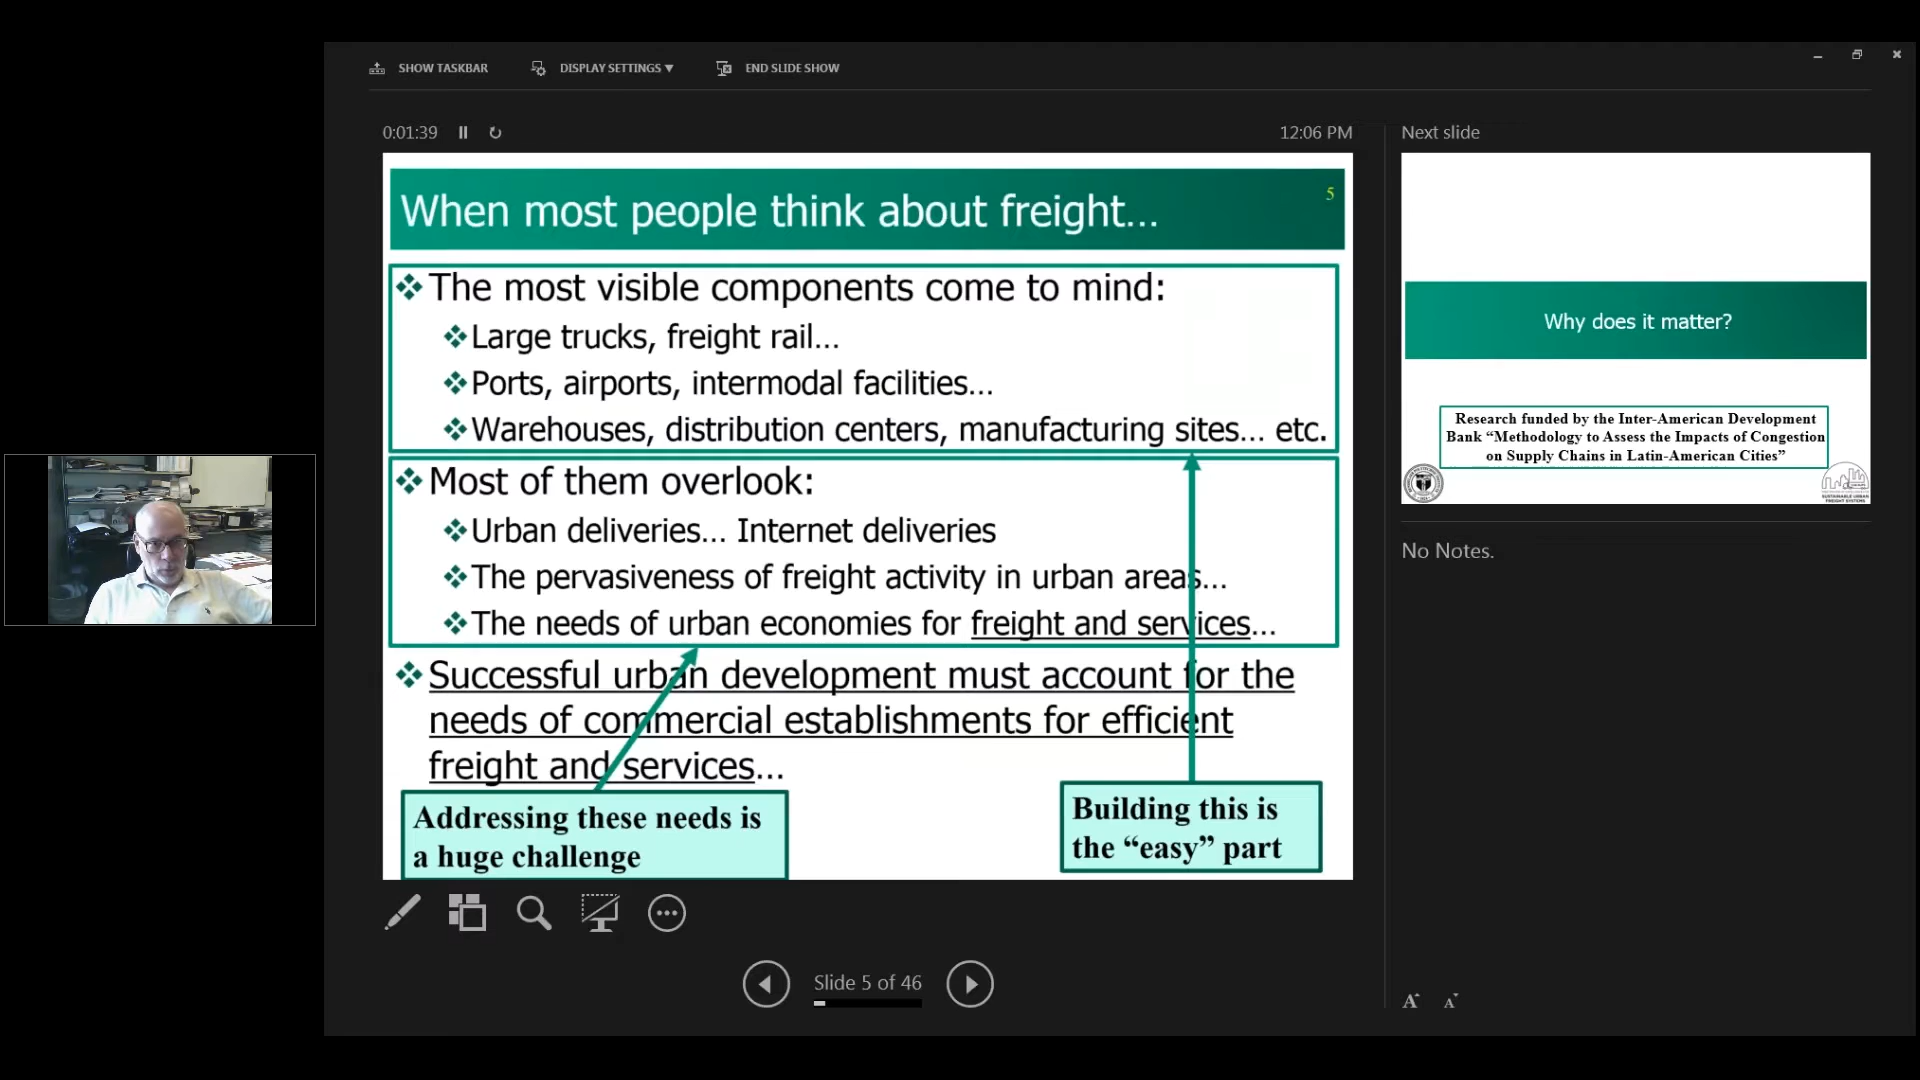 SHOW TASKBAR
DISPLAY SETTINGS ▼
END SLIDE SHOW
0:01:39
12:06 PM
When most people think about freight...
5
The most visible components come to mind:
Large trucks, freight rail...
Ports, airports, intermodal facilities...
Warehouses, distribution centers, manufacturing sites... etc.
Most of them overlook:
Urban deliveries... Internet deliveries
The pervasiveness of freight activity in urban areas...
The needs of urban economies for freight and services...
Successful urban development must account for the
needs of commercial establishments for efficient
freight and services...
Addressing these needs is
a huge challenge
Building this is
the “easy” part
Slide 5 of 46
Next slide
Why does it matter?
Research funded by the Inter-American Development
Bank “Methodology to Assess the Impacts of Congestion
on Supply Chains in Latin-American Cities”
SUSTAINABLE URBAN
FREIGHT SYSTEMS
No Notes.
A
A